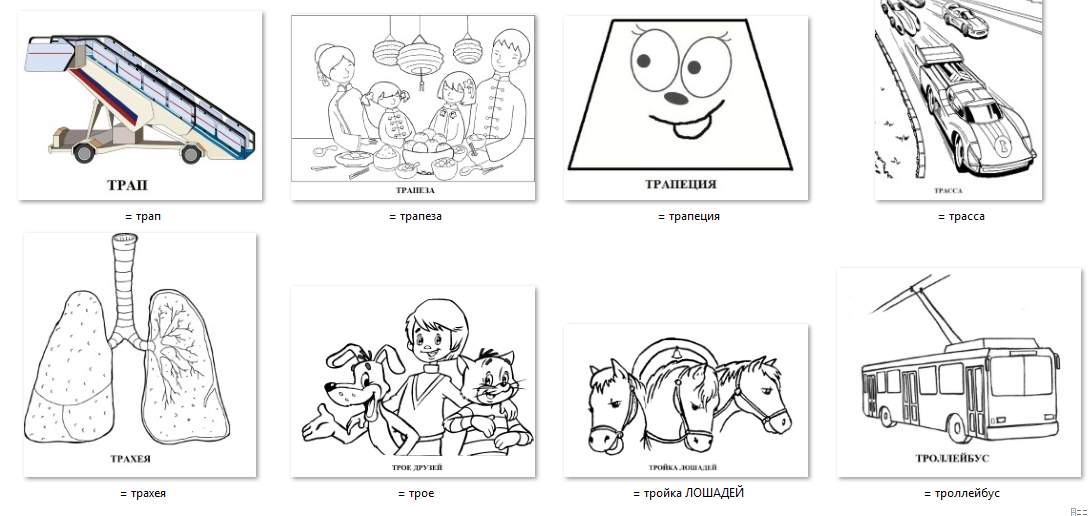 ТРАП
ТРАПЕЗА
ТРАПЕЦИЯ
ТРАССА
= трап
= трапеза
= трапеция
= трасса
ТРАХЕЯ
ТРОЕ ДРУЗЕЙ
ТРОЙКА ЛОШАДЕЙ
ТРОЛЛЕЙБУС
= трахея
= трое
= тройка ЛОШАДЕЙ
= троллейбус